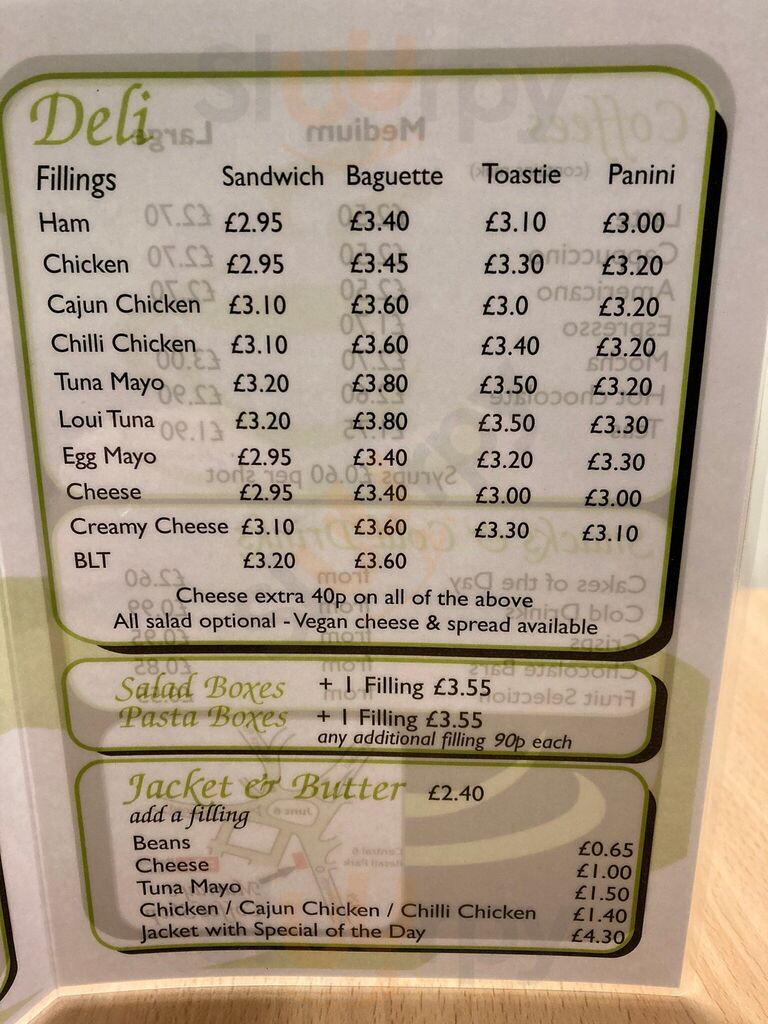 Deli
Fillings Sandwich Baguette Toastie Panini
Ham £2.95 £3.40 £3.10 £3.00
Chicken £2.95 £3.45 £3.30 £3.20
Cajun Chicken £3.10 £3.60 £3.0 £3.20
Chilli Chicken £3.10 £3.60 £3.40 £3.20
Tuna Mayo £3.20 £3.80 £3.50 £3.20
Loui Tuna £3.20 £3.80 £3.50 £3.30
Egg Mayo £2.95 £3.40 £3.20 £3.30
Cheese £2.95 £3.40 £3.00 £3.00
Creamy Cheese £3.10 £3.60 £3.30 £3.10
BLT £3.20 £3.60
Cheese extra 40p on all of the above
All salad optional - Vegan cheese & spread available
Salad Boxes + 1 Filling £3.55
Pasta Boxes + 1 Filling £3.55
any additional filling 90p each
Jacket & Butter £2.40
add a filling
Beans £0.65
Cheese £1.00
Tuna Mayo £1.50
Chicken / Cajun Chicken / Chilli Chicken £1.40
Jacket with Special of the Day £4.30